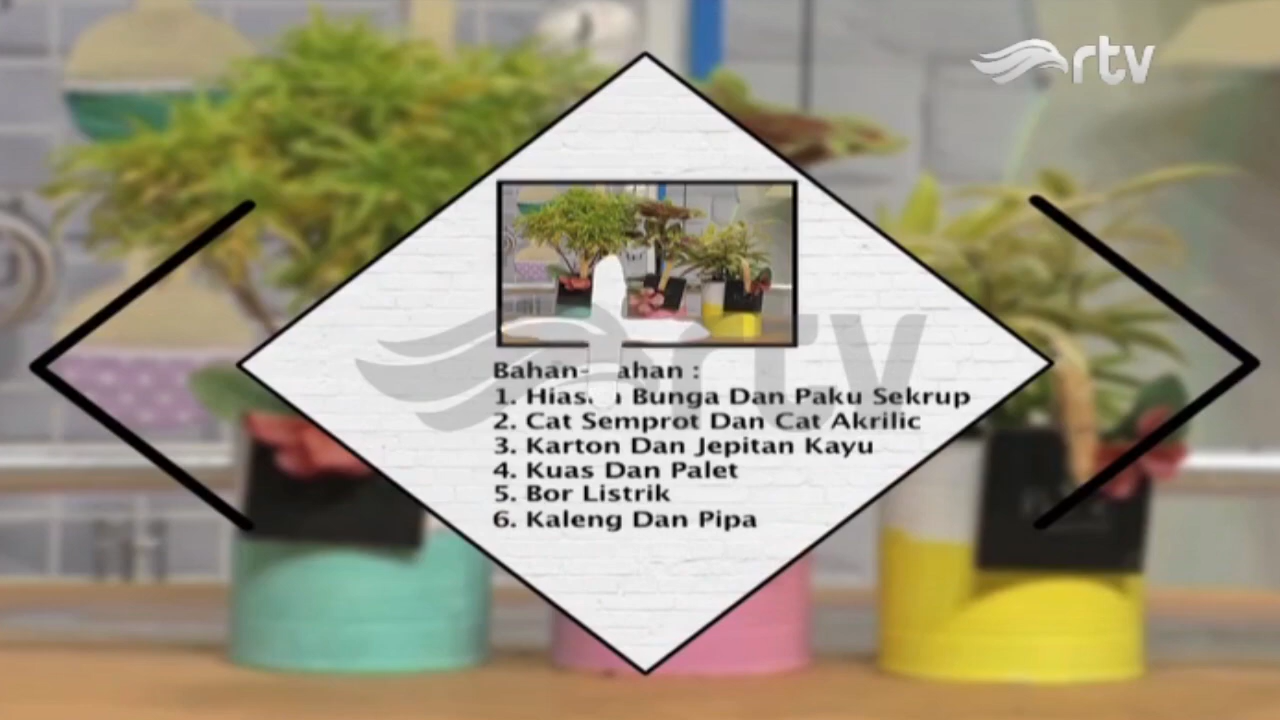 rtv
rtv
Bahan- ahan :
1. Hias Bunga Dan Paku Sekrup
2. Cat Semprot Dan Cat Akrilic
3. Karton Dan Jepitan Kayu
4. Kuas Dan Palet
5. Bor Listrik
6. Kaleng Dan Pipa